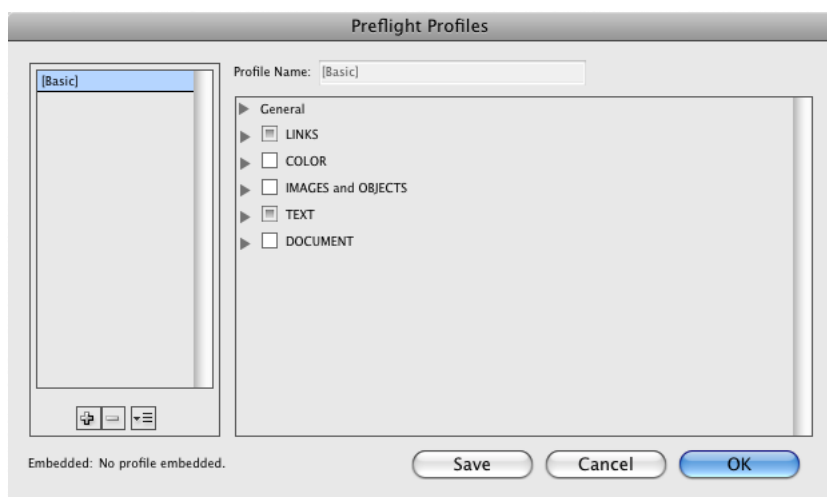 Preflight Profiles
[Basic]
Profile Name: [Basic]
General
LINKS
COLOR
IMAGES and OBJECTS
TEXT
DOCUMENT
Embedded: No profile embedded.
Save
Cancel
OK